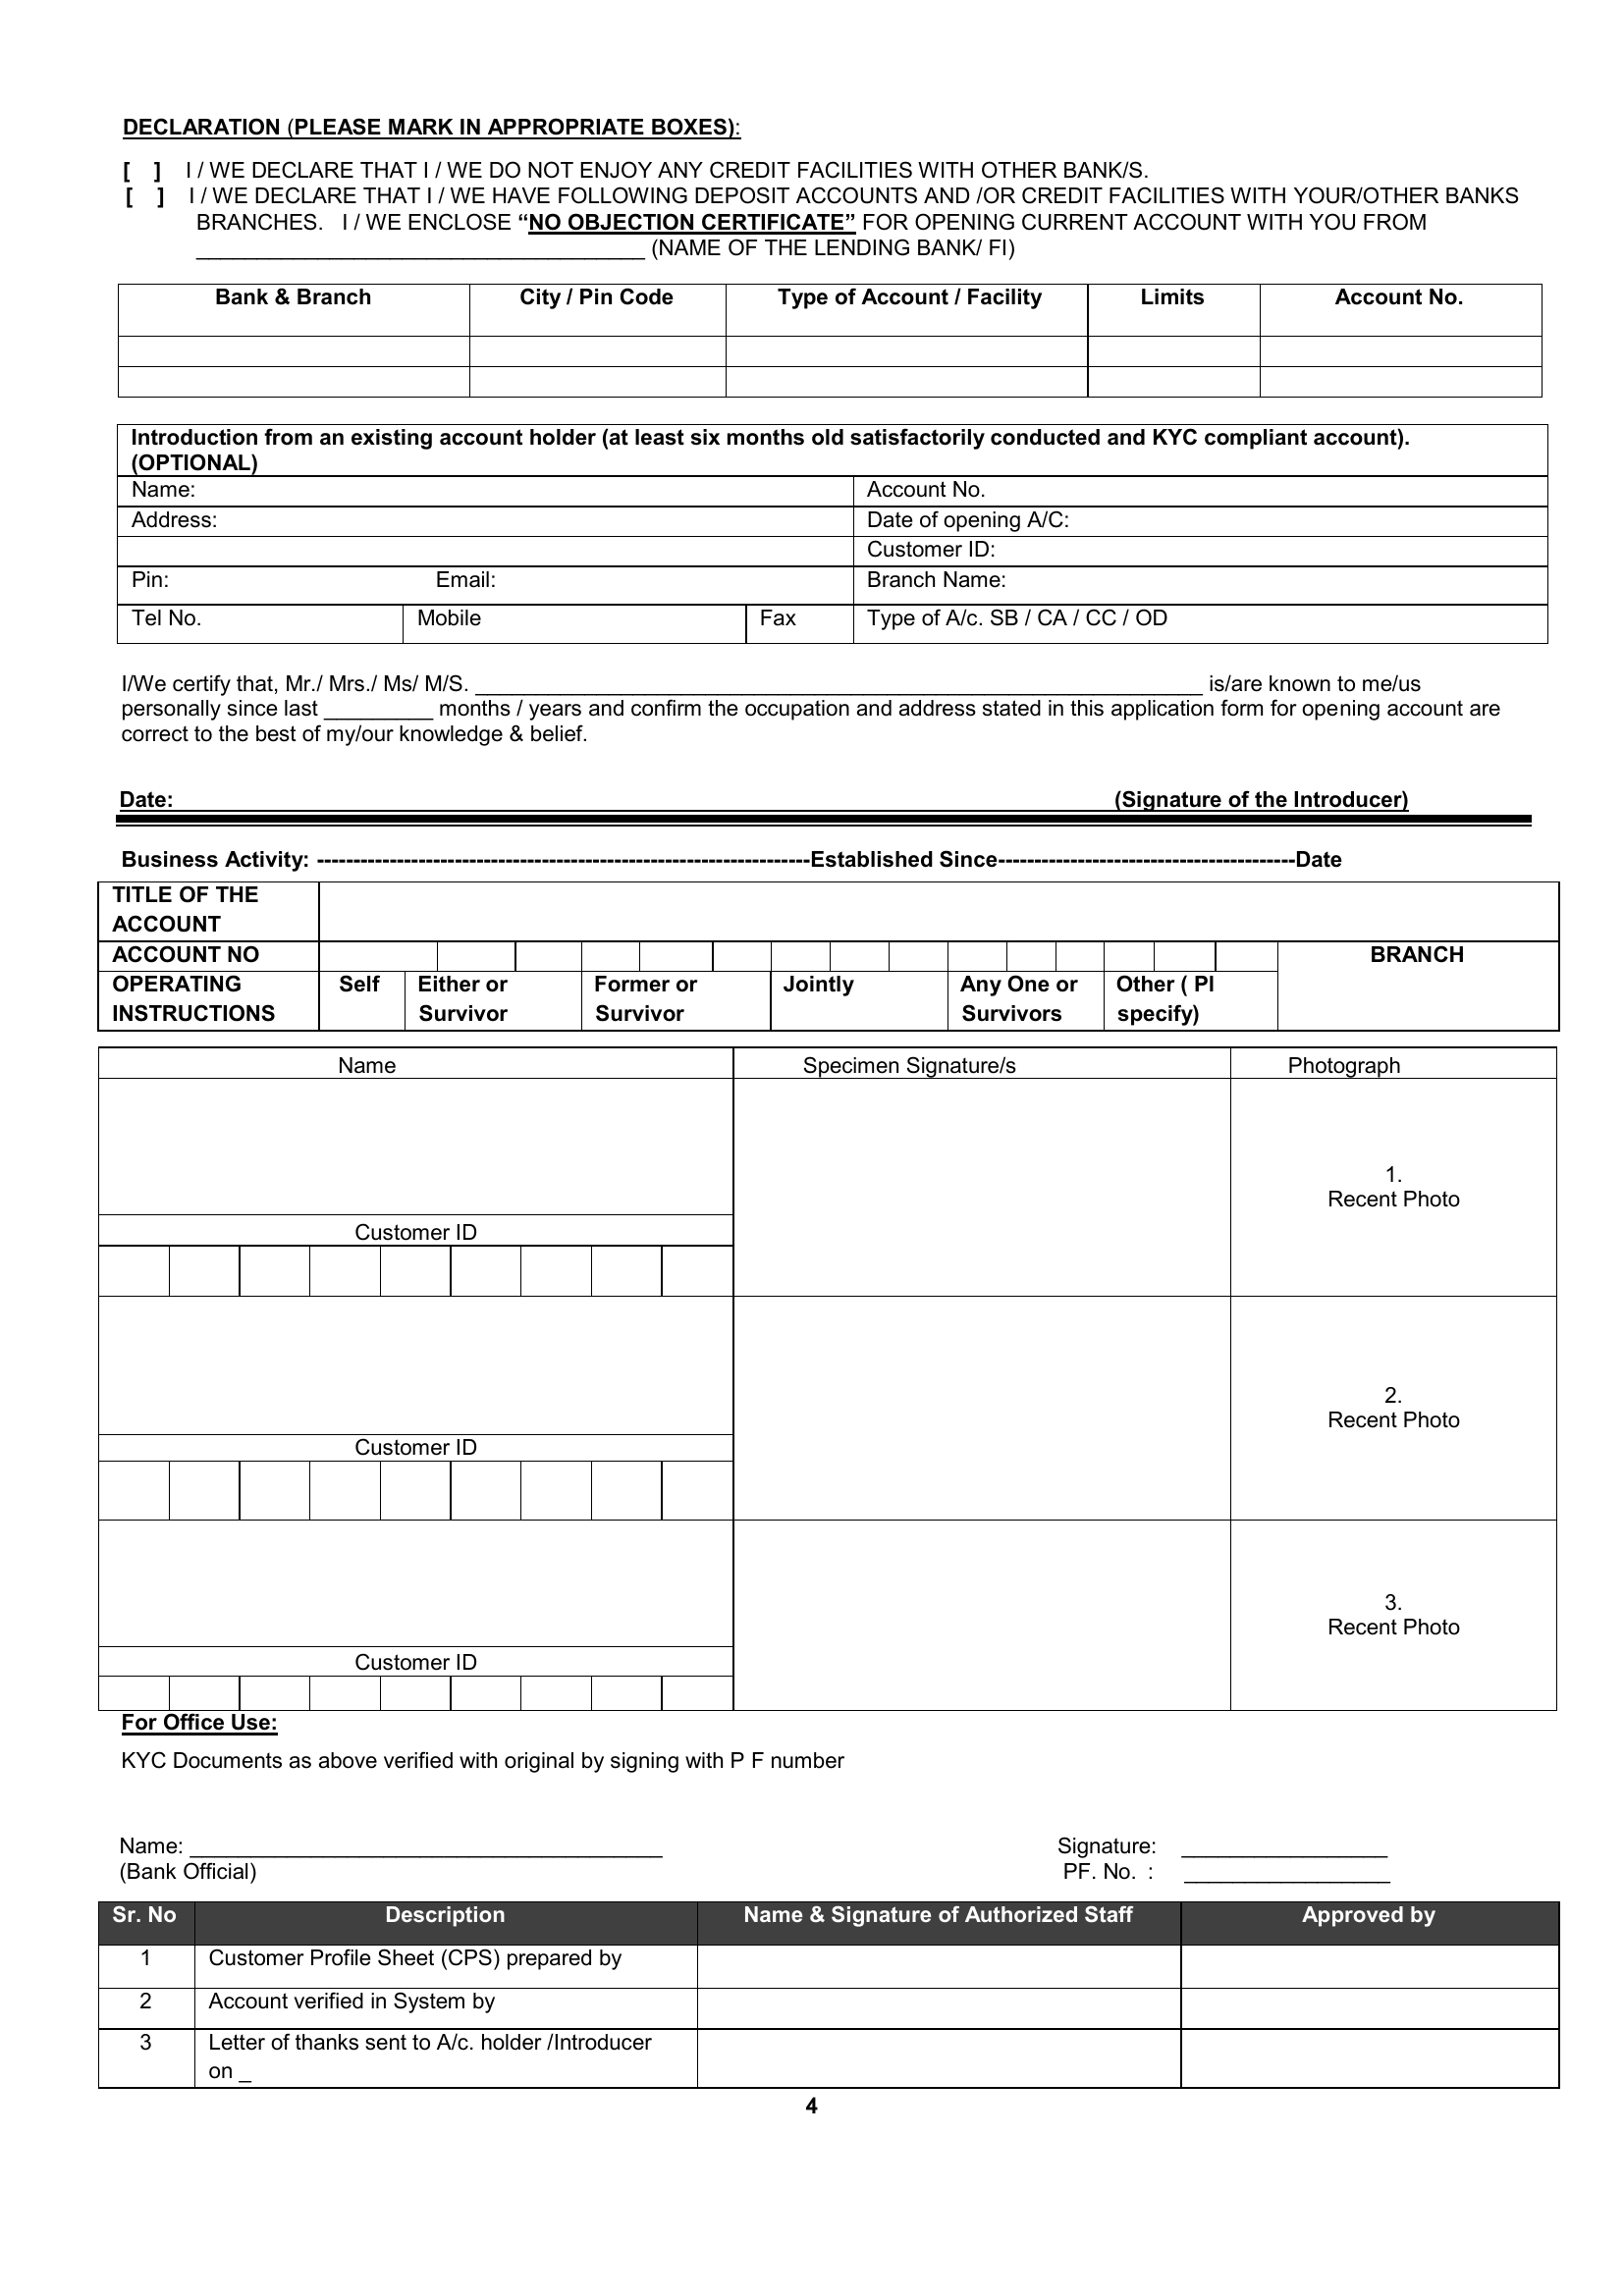 DECLARATION (PLEASE MARK IN APPROPRIATE BOXES):
[ ] I / WE DECLARE THAT I / WE DO NOT ENJOY ANY CREDIT FACILITIES WITH OTHER BANK/S.
[ ] I / WE DECLARE THAT I / WE HAVE FOLLOWING DEPOSIT ACCOUNTS AND /OR CREDIT FACILITIES WITH YOUR/OTHER BANKS
BRANCHES. I / WE ENCLOSE “NO OBJECTION CERTIFICATE” FOR OPENING CURRENT ACCOUNT WITH YOU FROM
_____________________________________ (NAME OF THE LENDING BANK/ FI)
Bank & Branch City / Pin Code Type of Account / Facility Limits Account No.
Introduction from an existing account holder (at least six months old satisfactorily conducted and KYC compliant account).
(OPTIONAL)
Name: Account No.
Address: Date of opening A/C:
Customer ID:
Pin: Email: Branch Name:
Tel No. Mobile Fax Type of A/c. SB / CA / CC / OD
I/We certify that, Mr./ Mrs./ Ms/ M/S. ____________________________________________________________ is/are known to me/us
personally since last _________ months / years and confirm the occupation and address stated in this application form for opening account are
correct to the best of my/our knowledge & belief.
Date: (Signature of the Introducer)
Business Activity: --------------------------------------------------------------------Established Since-----------------------------------------Date
TITLE OF THE
ACCOUNT
ACCOUNT NO BRANCH
OPERATING Self Either or Former or Jointly Any One or Other ( Pl
INSTRUCTIONS Survivor Survivor Survivors specify)
Name Specimen Signature/s Photograph
1.
Recent Photo
Customer ID
2.
Recent Photo
Customer ID
3.
Recent Photo
Customer ID
For Office Use:
KYC Documents as above verified with original by signing with P F number
Name: _______________________________________ Signature: _________________
(Bank Official) PF. No. : _________________
Sr. No Description Name & Signature of Authorized Staff Approved by
1 Customer Profile Sheet (CPS) prepared by
2 Account verified in System by
3 Letter of thanks sent to A/c. holder /Introducer
on _
4